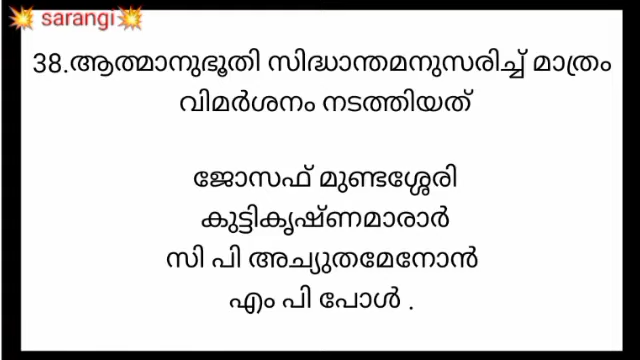 💥 sarangi💥
38.ആത്മാനുഭൂതി സിദ്ധാന്തമനുസരിച്ച് മാത്രം
വിമർശനം നടത്തിയത്
ജോസഫ് മുണ്ടശ്ശേരി
കുട്ടികൃഷ്ണമാരാർ
സി പി അച്യുതമേനോൻ
എം പി പോൾ .